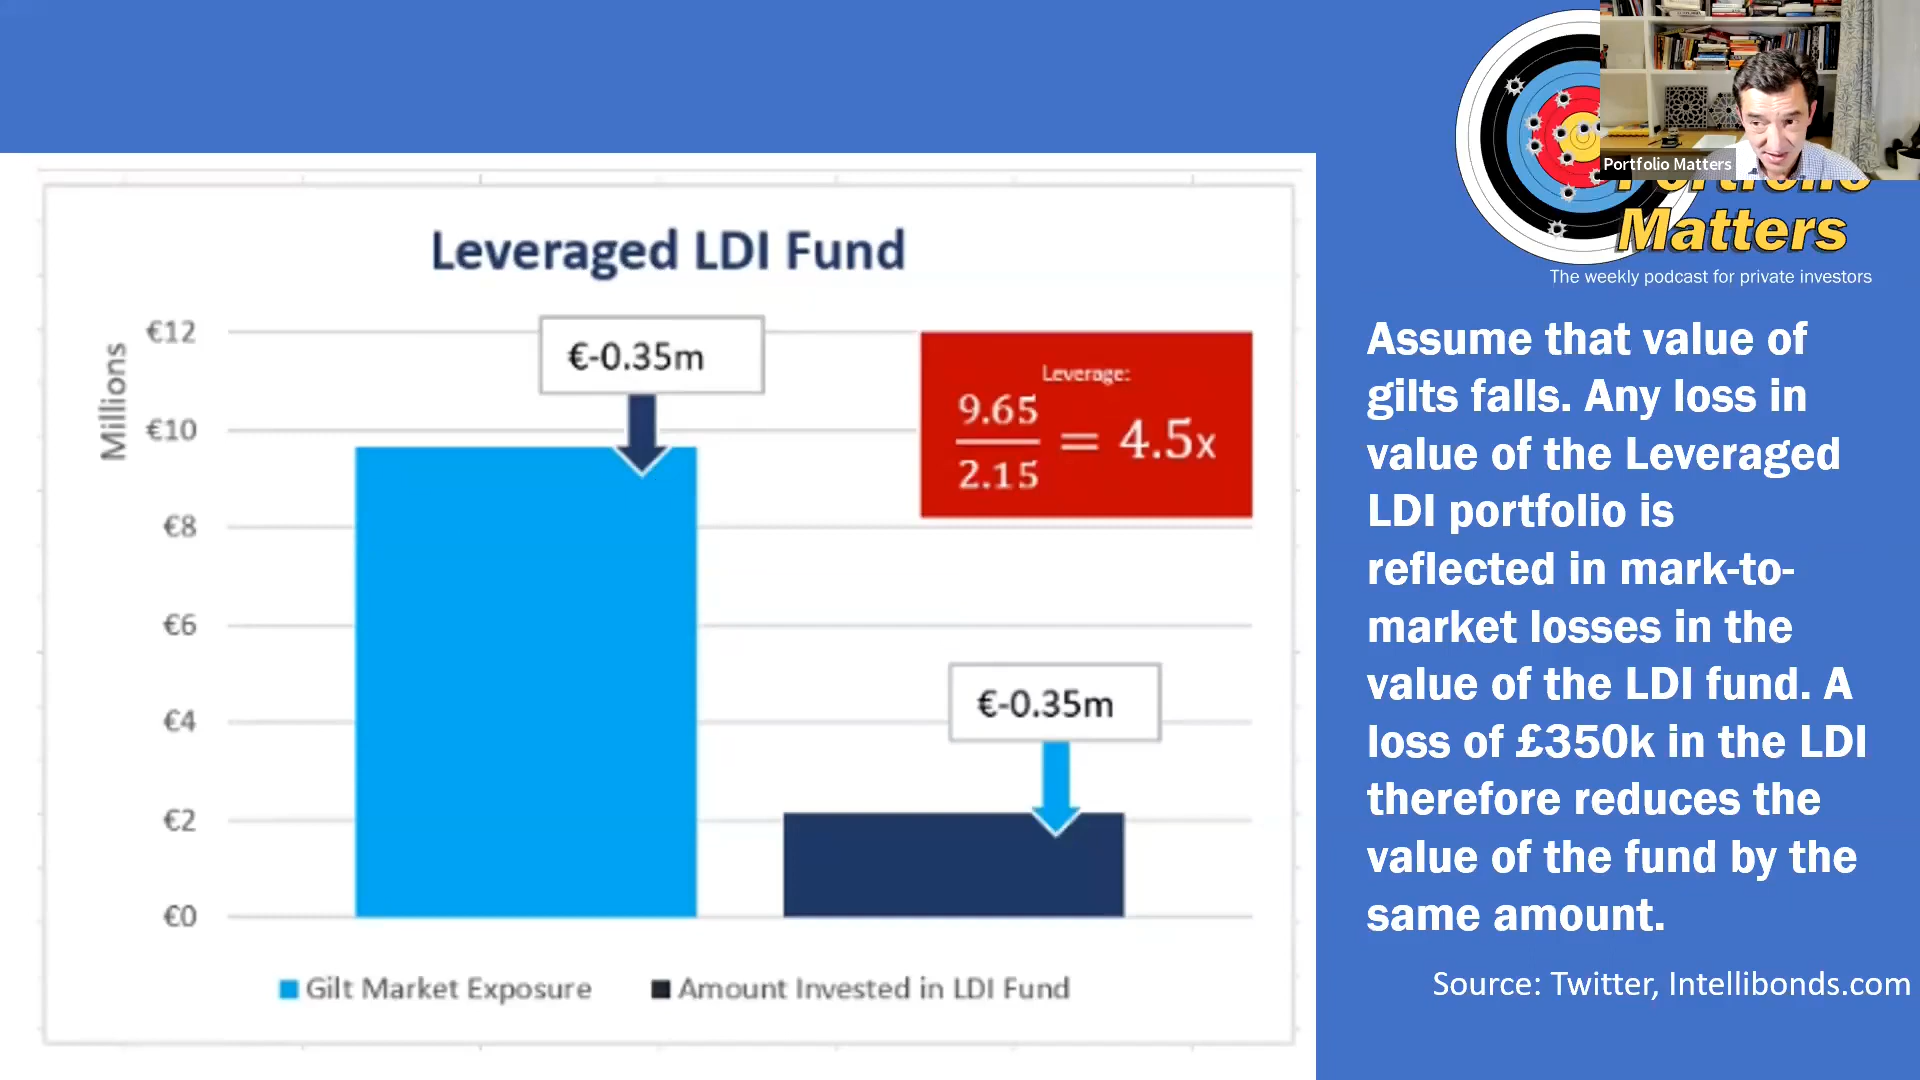 Portfolio Matters
Portfolio
Matters
The weekly podcast for private investors
Leveraged LDI Fund
Millions
€12
€10
€8
€6
€4
€2
€0
€-0.35m
€-0.35m
Leverage:
9.65
2.15
= 4.5x
Gilt Market Exposure
Amount Invested in LDI Fund
Assume that value of
gilts falls. Any loss in
value of the Leveraged
LDI portfolio is
reflected in mark-to-
market losses in the
value of the LDI fund. A
loss of £350k in the LDI
therefore reduces the
value of the fund by the
same amount.
Source: Twitter, Intellibonds.com